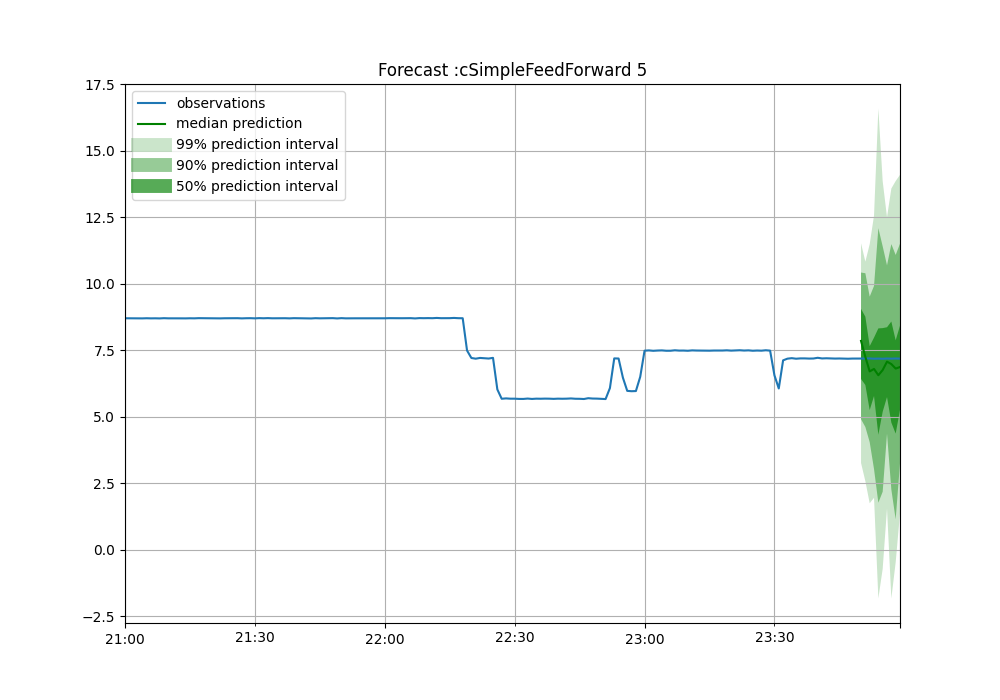 Forecast :cSimpleFeedForward 5
17.5
15.0
12.5
10.0
7.5
5.0
2.5
0.0
−2.5
observations
median prediction
99% prediction interval
90% prediction interval
50% prediction interval
21:00 21:30 22:00 22:30 23:00 23:30